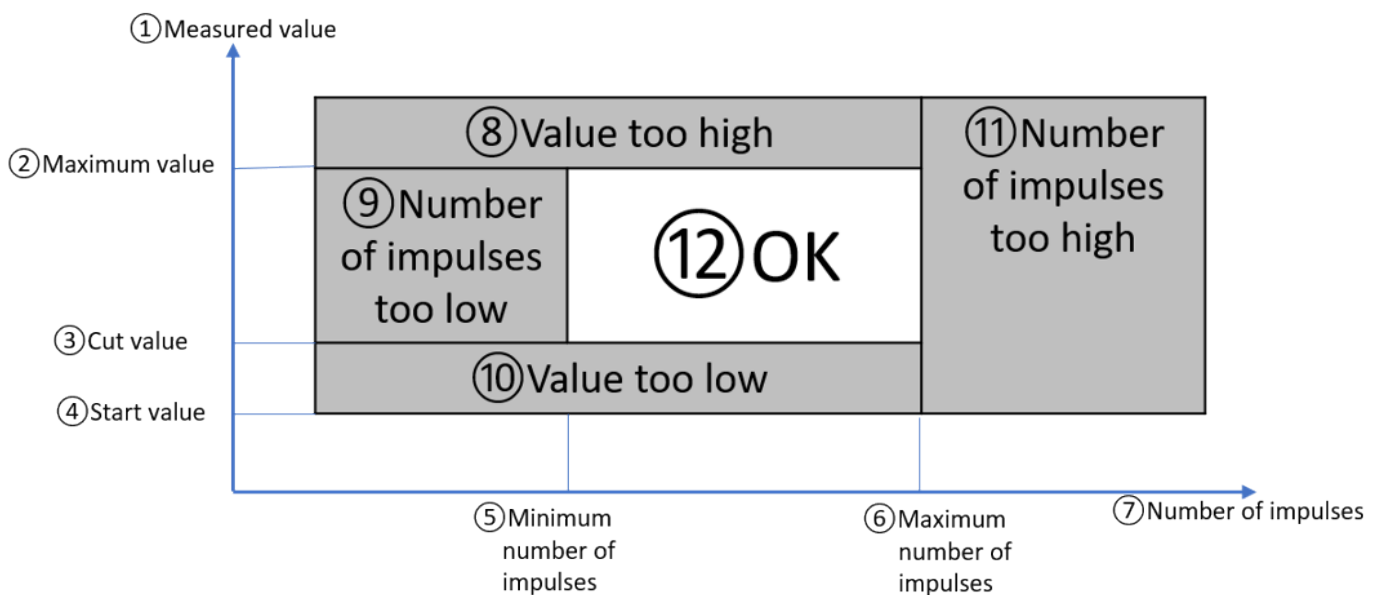 ①Measured value
⑧Value too high
⑪Number
of impulses
too high
②Maximum value
⑨Number
of impulses
too low
⑫OK
③Cut value
⑩Value too low
④Start value
⑤Minimum
number of
impulses
⑥Maximum
number of
impulses
⑦Number of impulses